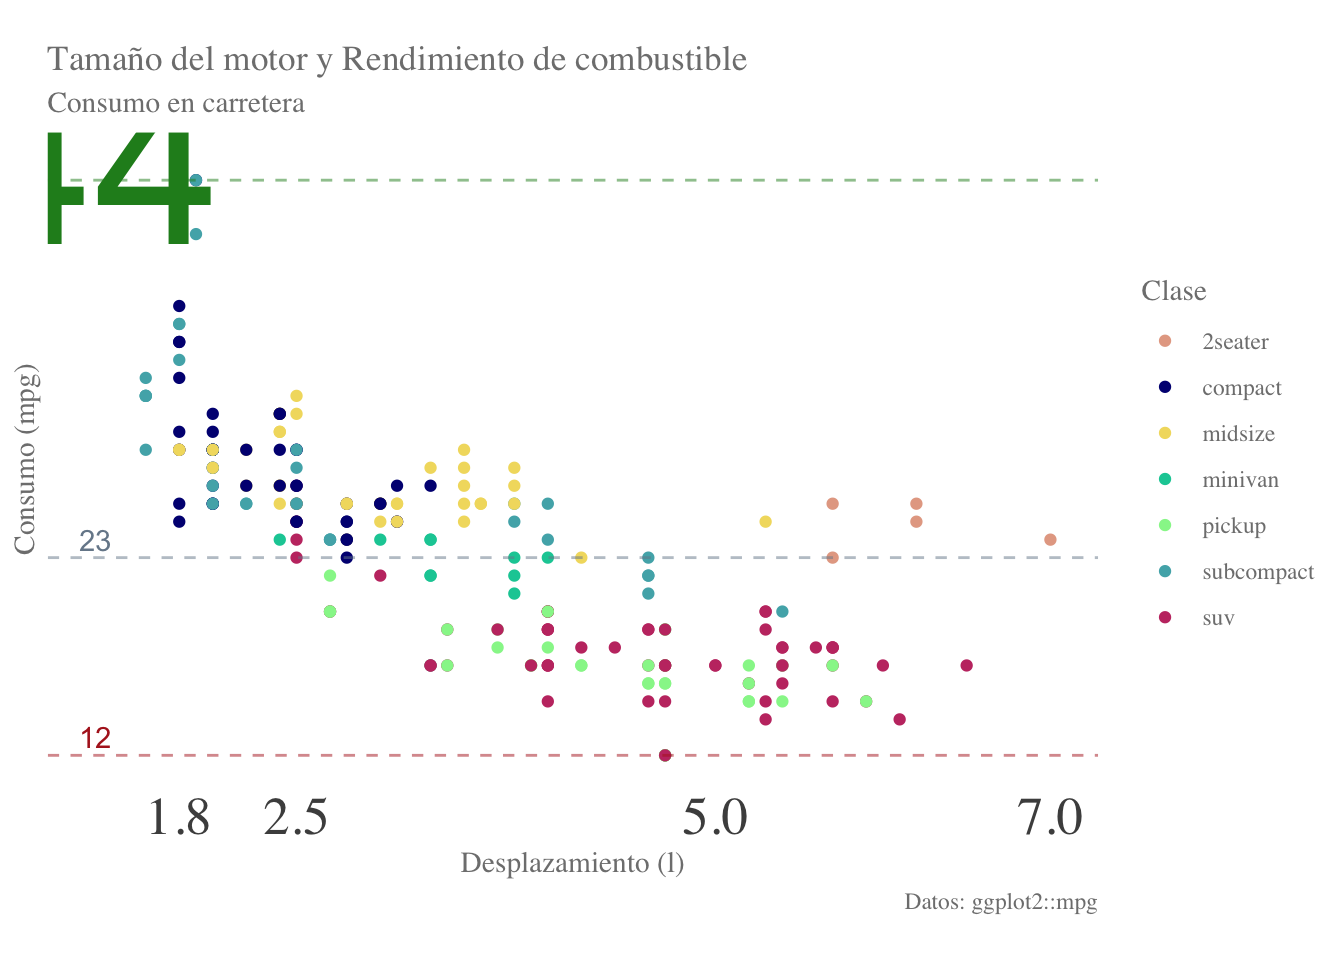 Tamaño del motor y Rendimiento de combustible
Consumo en carretera
44
Consumo (mpg)
23
12
1.8 2.5 5.0 7.0
Desplazamiento (l)
Datos: ggplot2::mpg
Clase
2seater
compact
midsize
minivan
pickup
subcompact
suv